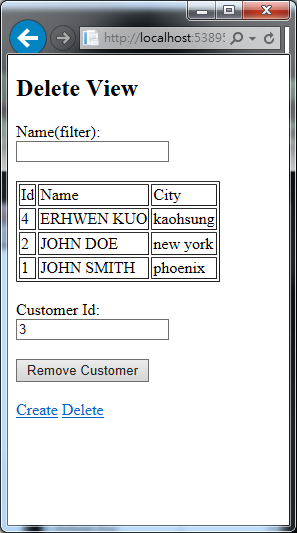 http://localhost:53895
Delete View
Name(filter):
Id Name City
4 ERHWEN KUO kaohsung
2 JOHN DOE new york
1 JOHN SMITH phoenix
Customer Id:
3
Remove Customer
Create Delete